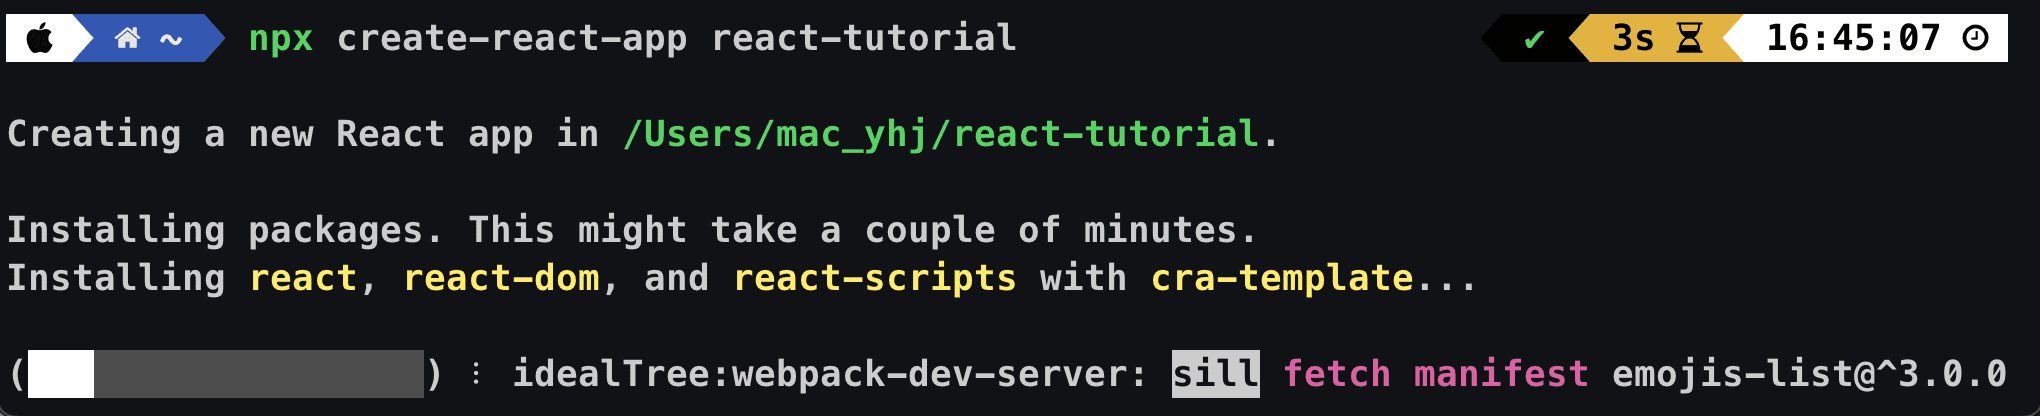 ~ npx create-react-app react-tutorial ✔ 3s 16:45:07
Creating a new React app in /Users/mac_yhj/react-tutorial.
Installing packages. This might take a couple of minutes.
Installing react, react-dom, and react-scripts with cra-template...
( ) ⫶ idealTree:webpack-dev-server: sill fetch manifest emojis-list@^3.0.0